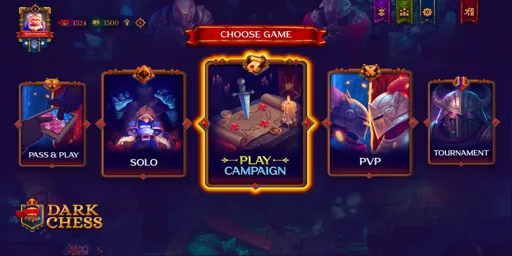 1524
1500
CHOOSE GAME
PASS & PLAY
SOLO
PLAY
CAMPAIGN
PVP
TOURNAMENT
DARK
CHESS